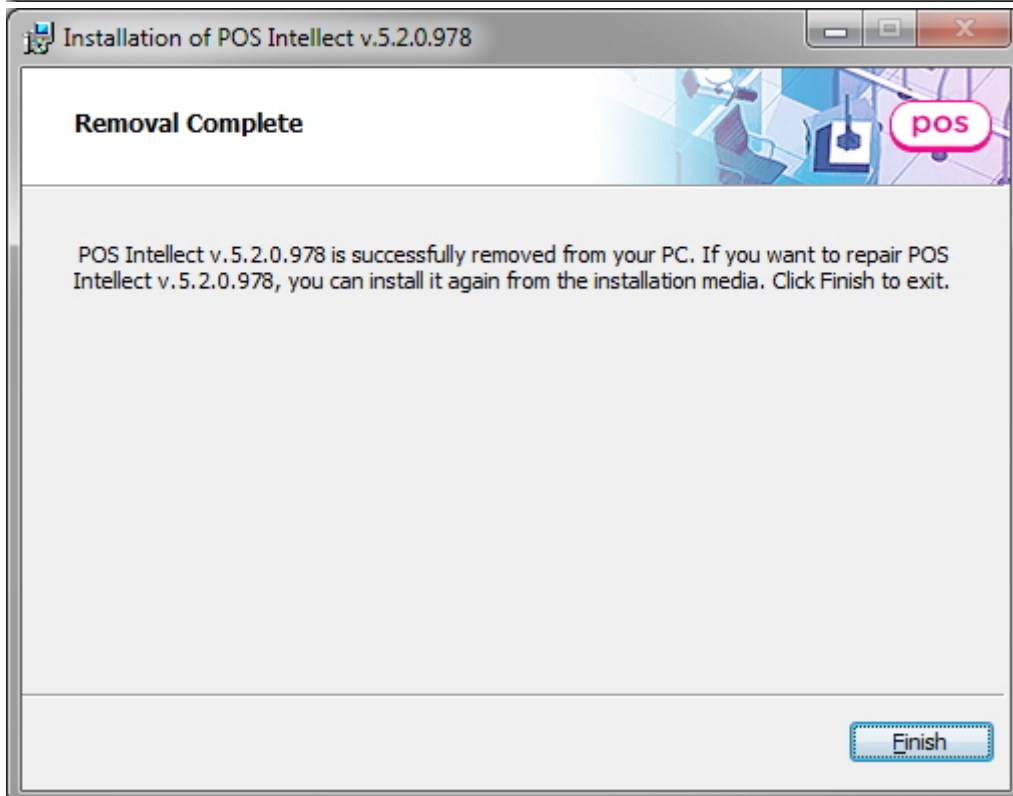 Installation of POS Intellect v.5.2.0.978
Removal Complete
pos
POS Intellect v.5.2.0.978 is successfully removed from your PC. If you want to repair POS
Intellect v.5.2.0.978, you can install it again from the installation media. Click Finish to exit.
Finish